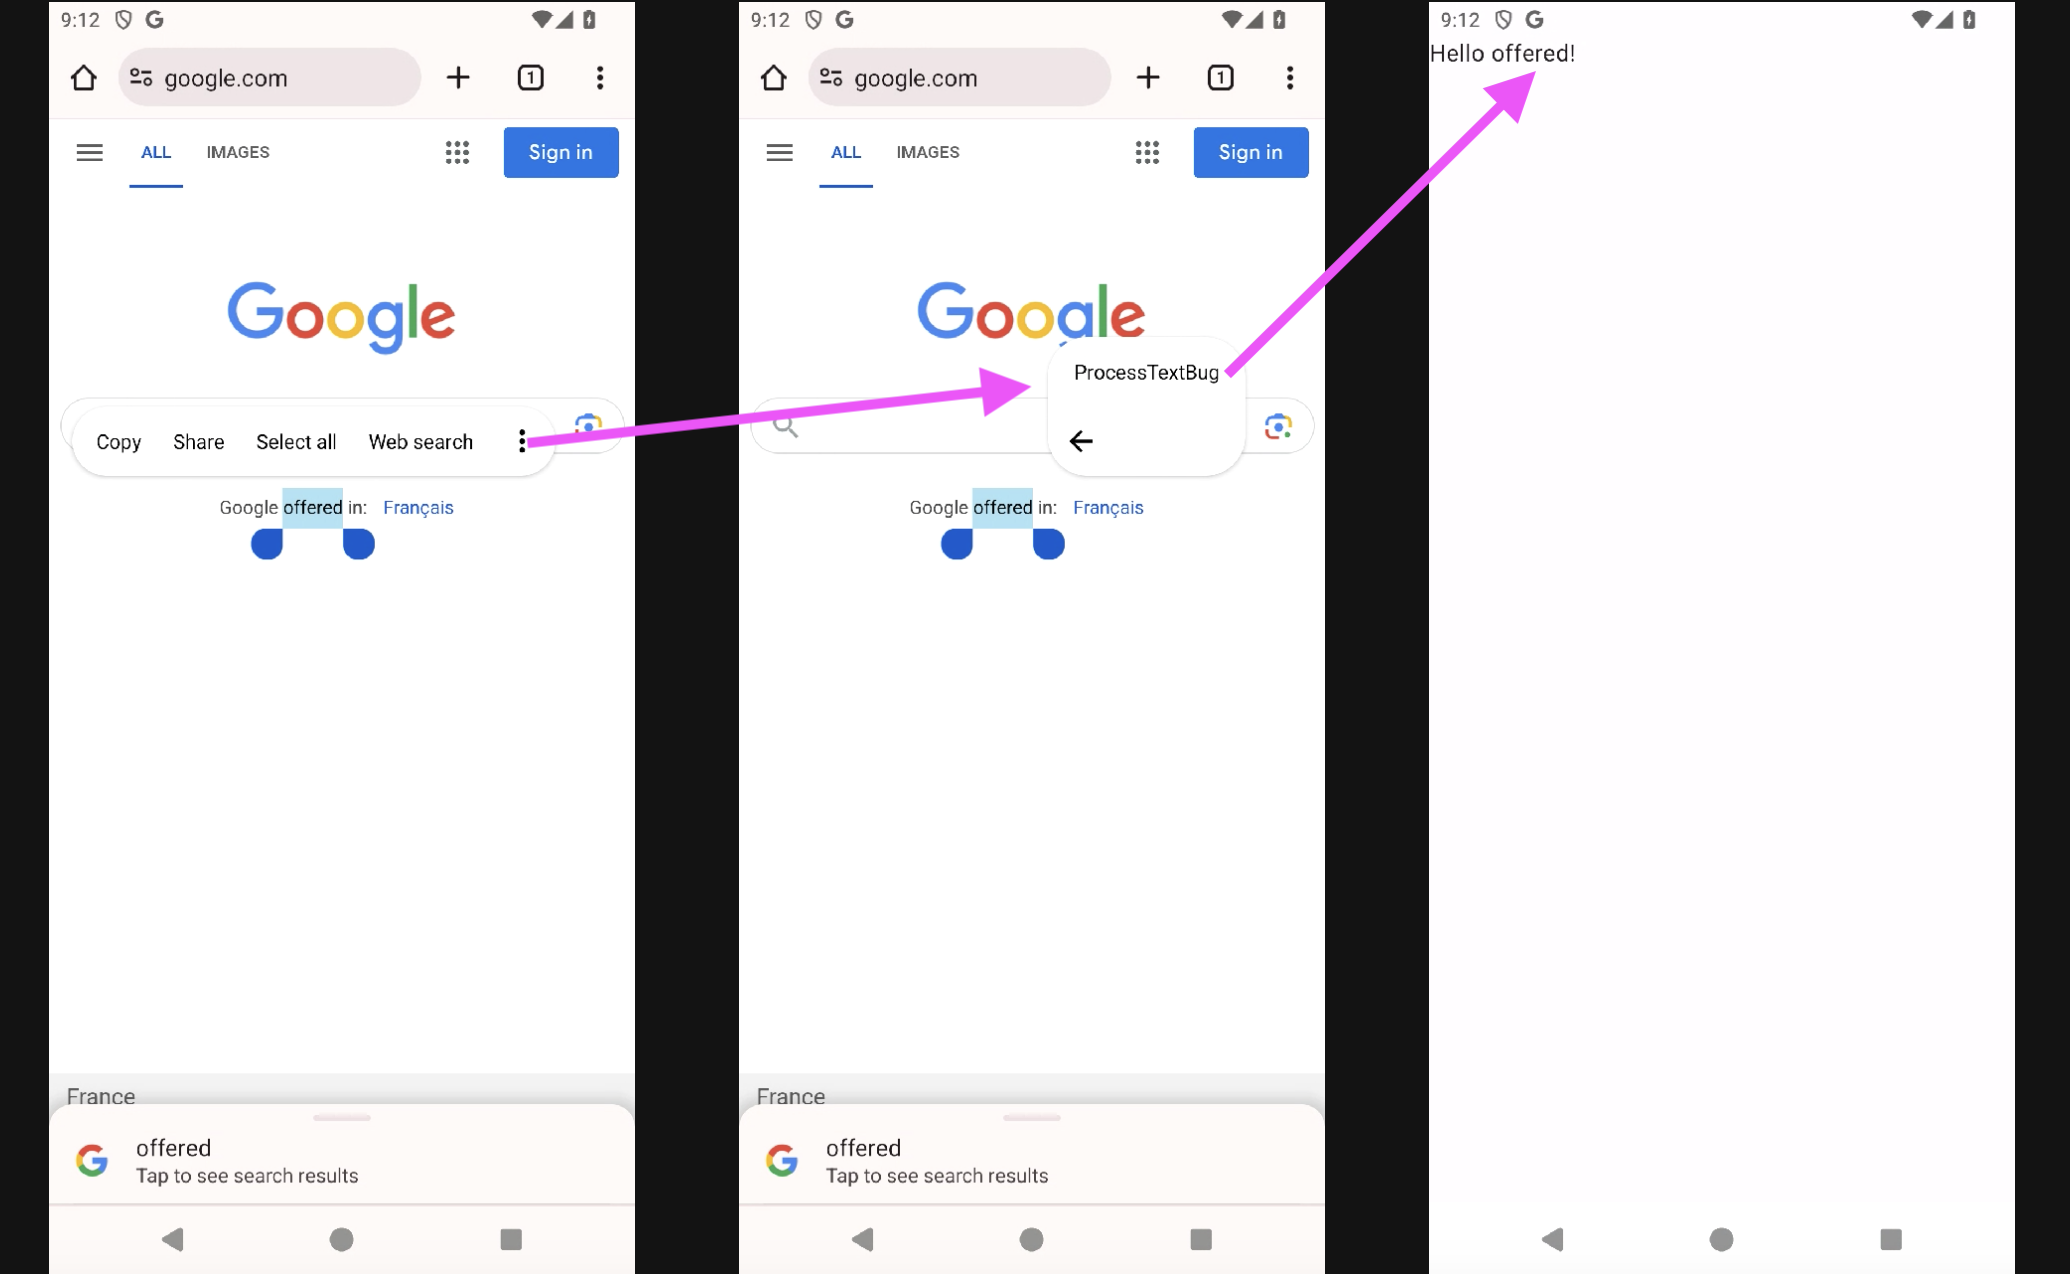 9:12
google.com
1
ALL IMAGES
Sign in
Google
Copy Share Select all Web search
Google offered in: Français
France
offered
Tap to see search results
9:12
google.com
1
ALL IMAGES
Sign in
Google
ProcessTextBug
Google offered in: Français
France
offered
Tap to see search results
9:12
Hello offered!